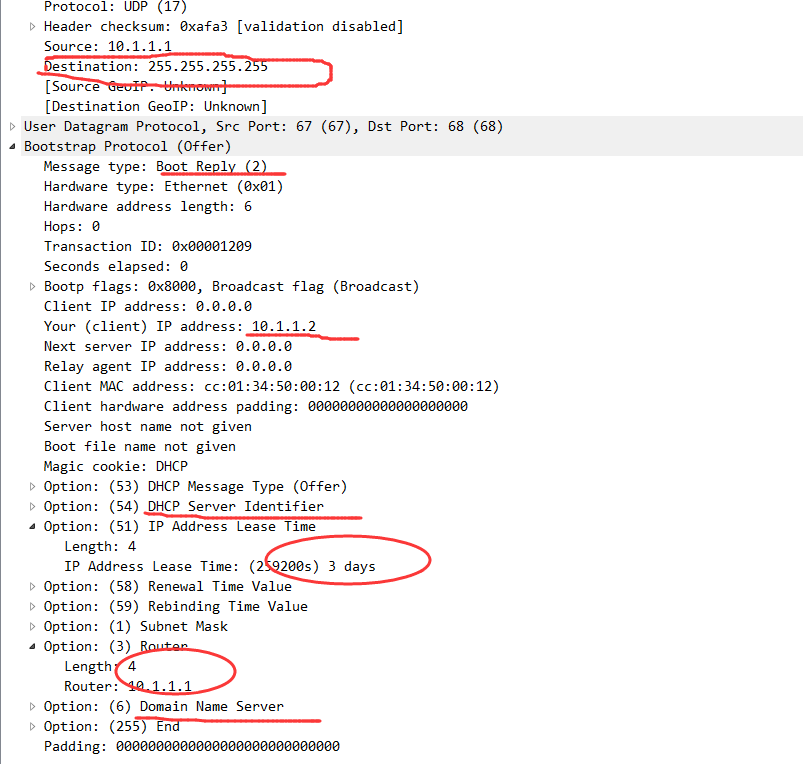 Protocol: UDP (17)
Header checksum: 0xafa3 [validation disabled]
Source: 10.1.1.1
Destination: 255.255.255.255
[Source GeoIP: Unknown]
[Destination GeoIP: Unknown]
User Datagram Protocol, Src Port: 67 (67), Dst Port: 68 (68)
Bootstrap Protocol (Offer)
Message type: Boot Reply (2)
Hardware type: Ethernet (0x01)
Hardware address length: 6
Hops: 0
Transaction ID: 0x00001209
Seconds elapsed: 0
Bootp flags: 0x8000, Broadcast flag (Broadcast)
Client IP address: 0.0.0.0
Your (client) IP address: 10.1.1.2
Next server IP address: 0.0.0.0
Relay agent IP address: 0.0.0.0
Client MAC address: cc:01:34:50:00:12 (cc:01:34:50:00:12)
Client hardware address padding: 00000000000000000000
Server host name not given
Boot file name not given
Magic cookie: DHCP
Option: (53) DHCP Message Type (Offer)
Option: (54) DHCP Server Identifier
Option: (51) IP Address Lease Time
Length: 4
IP Address Lease Time: (259200s) 3 days
Option: (58) Renewal Time Value
Option: (59) Rebinding Time Value
Option: (1) Subnet Mask
Option: (3) Router
Length: 4
Router: 10.1.1.1
Option: (6) Domain Name Server
Option: (255) End
Padding: 0000000000000000000000000000